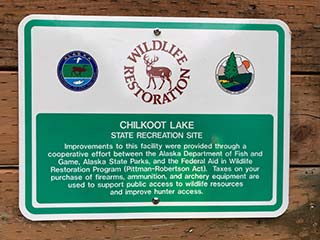 ALASKA
WILDLIFE
RESTORATION
CHILKOOT LAKE
STATE RECREATION SITE
Improvements to this facility were provided through a
cooperative effort between the Alaska Department of Fish and
Game, Alaska State Parks, and the Federal Aid in Wildlife
Restoration Program (Pittman-Robertson Act). Taxes on your
purchase of firearms, ammunition, and archery equipment are
used to support public access to wildlife resources
and improve hunter access.